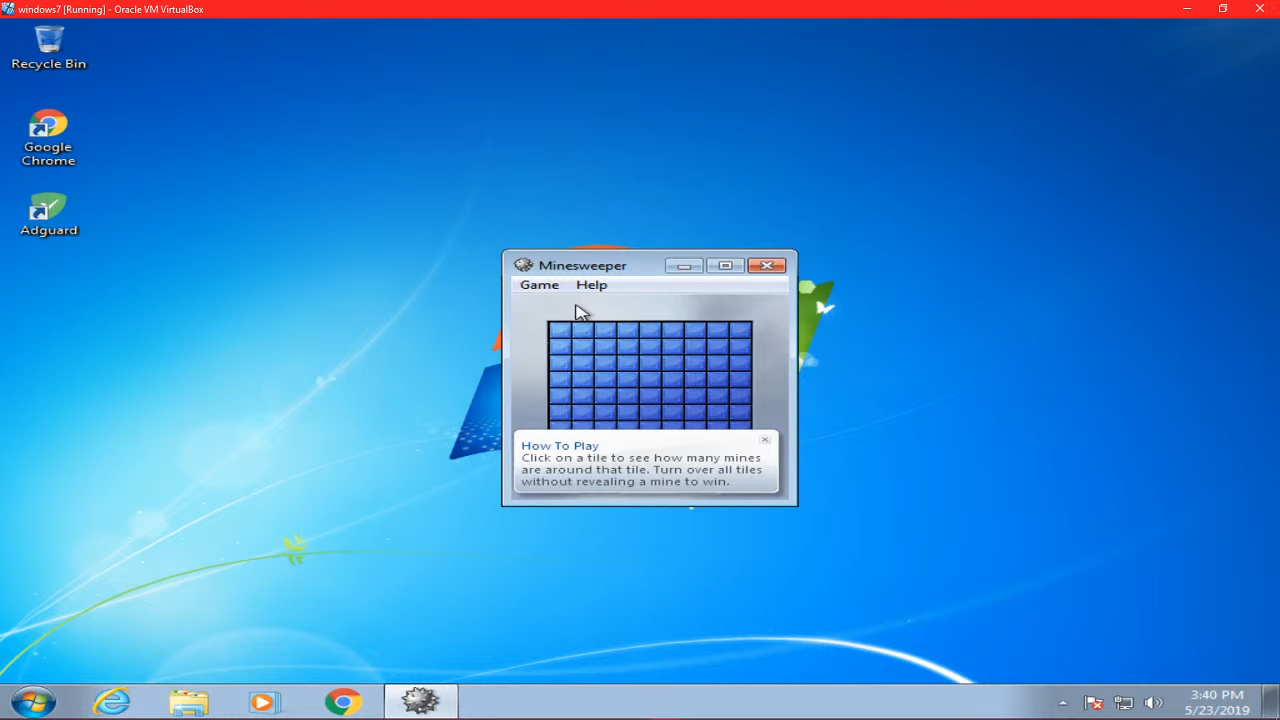 windows7 [Running] - Oracle VM VirtualBox
Recycle Bin
Google
Chrome
Adguard
Minesweeper
Game Help
How To Play
Click on a tile to see how many mines
are around that tile. Turn over all tiles
without revealing a mine to win.
3:40 PM
5/23/2019